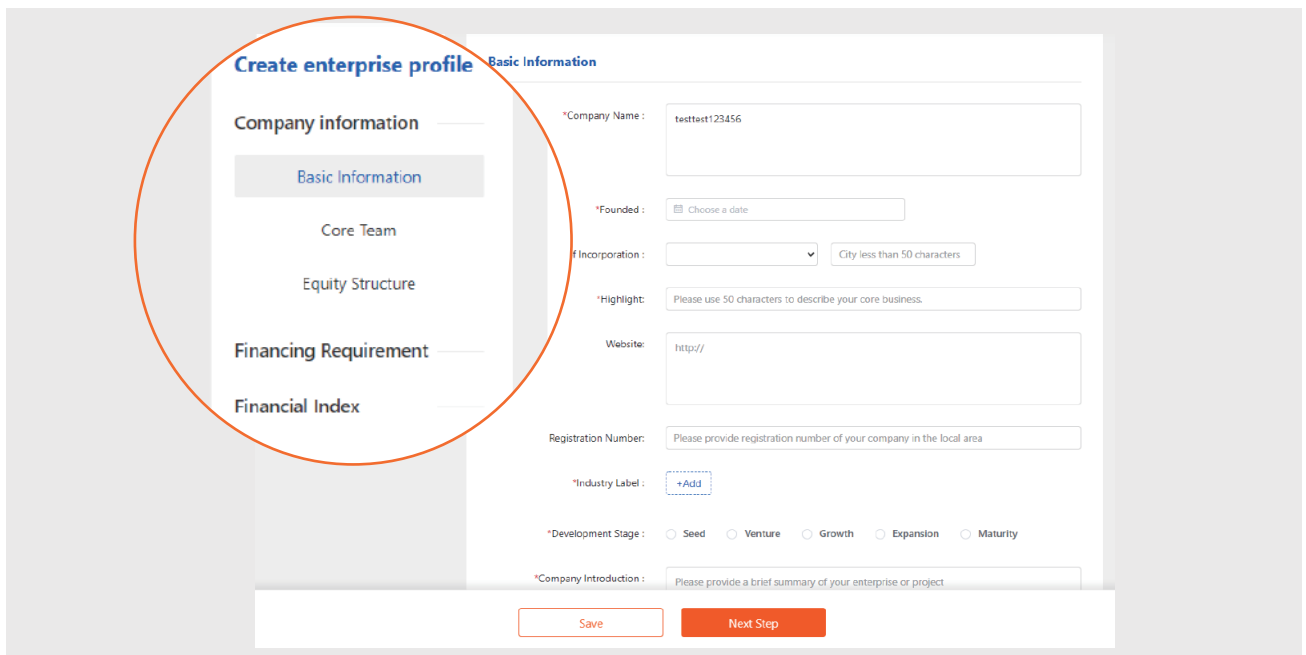 Create enterprise profile
Company information
Basic Information
Core Team
Equity Structure
Financing Requirement
Financial Index
Basic Information
*Company Name :
testtest123456
*Founded :
Choose a date
f Incorporation :
City less than 50 characters
*Highlight:
Please use 50 characters to describe your core business.
Website:
http://
Registration Number:
Please provide registration number of your company in the local area
*Industry Label :
+Add
*Development Stage :
Seed Venture Growth Expansion Maturity
*Company Introduction :
Please provide a brief summary of your enterprise or project
Save
Next Step